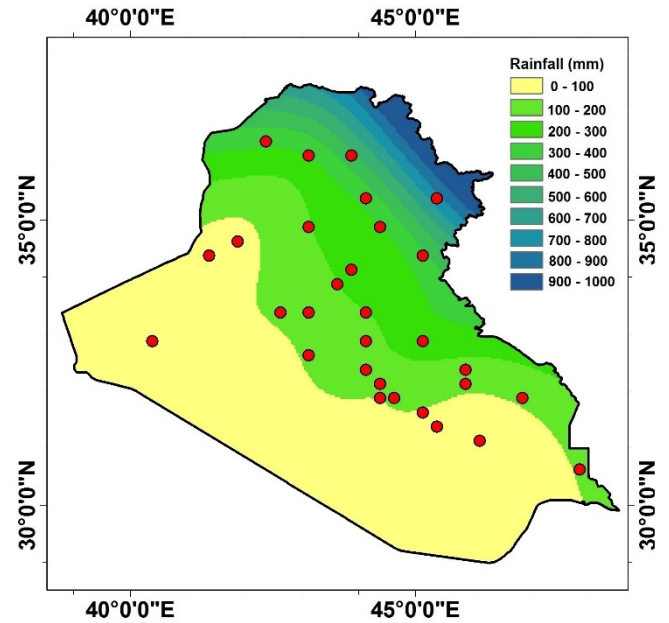 40°0'0"E 45°0'0"E
Rainfall (mm)
0 - 100
100 - 200
200 - 300
300 - 400
400 - 500
500 - 600
600 - 700
700 - 800
800 - 900
900 - 1000
35°0'0"N 35°0'0"N
30°0'0"N 30°0'0"N
40°0'0"E 45°0'0"E